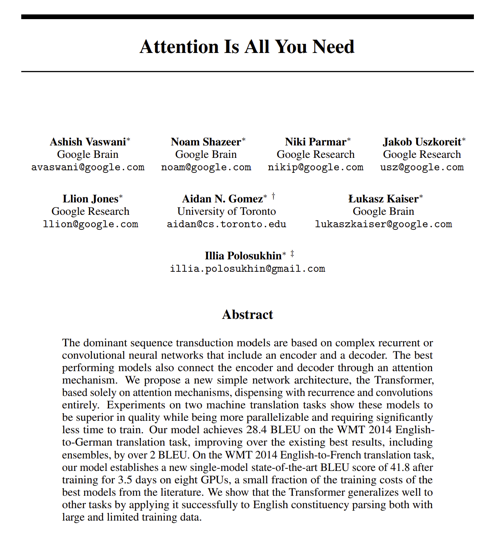 Attention Is All You Need
Ashish Vaswani*
Google Brain
avaswani@google.com
Noam Shazeer*
Google Brain
noam@google.com
Niki Parmar*
Google Research
nikip@google.com
Jakob Uszkoreit*
Google Research
usz@google.com
Llion Jones*
Google Research
llion@google.com
Aidan N. Gomez* †
University of Toronto
aidan@cs.toronto.edu
Łukasz Kaiser*
Google Brain
lukaszkaiser@google.com
Illia Polosukhin* ‡
illia.polosukhin@gmail.com
Abstract
The dominant sequence transduction models are based on complex recurrent or
convolutional neural networks that include an encoder and a decoder. The best
performing models also connect the encoder and decoder through an attention
mechanism. We propose a new simple network architecture, the Transformer,
based solely on attention mechanisms, dispensing with recurrence and convolutions
entirely. Experiments on two machine translation tasks show these models to
be superior in quality while being more parallelizable and requiring significantly
less time to train. Our model achieves 28.4 BLEU on the WMT 2014 English-
to-German translation task, improving over the existing best results, including
ensembles, by over 2 BLEU. On the WMT 2014 English-to-French translation task,
our model establishes a new single-model state-of-the-art BLEU score of 41.8 after
training for 3.5 days on eight GPUs, a small fraction of the training costs of the
best models from the literature. We show that the Transformer generalizes well to
other tasks by applying it successfully to English constituency parsing both with
large and limited training data.